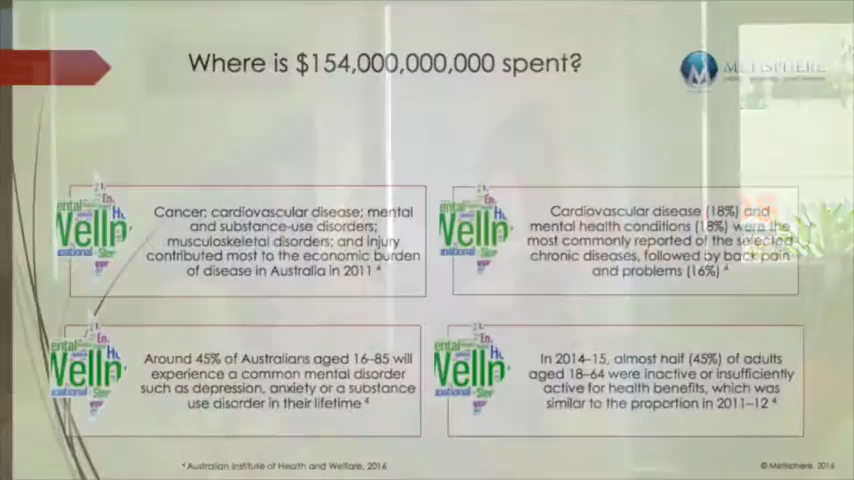 Where is $154,000,000,000 spent?
METISPHERE
Cancer; cardiovascular disease; mental
and substance-use disorders;
musculoskeletal disorders; and injury
contributed most to the economic burden
of disease in Australia in 2011 4
Cardiovascular disease (18%) and
mental health conditions (18%) were the
most commonly reported of the selected
chronic diseases, followed by back pain
and problems (16%) 4
Around 45% of Australians aged 16–85 will
experience a common mental disorder
such as depression, anxiety or a substance
use disorder in their lifetime 4
In 2014–15, almost half (45%) of adults
aged 18–64 were inactive or insufficiently
active for health benefits, which was
similar to the proportion in 2011–12 4
4 Australian Institute of Health and Welfare, 2016
© Metisphere, 2016